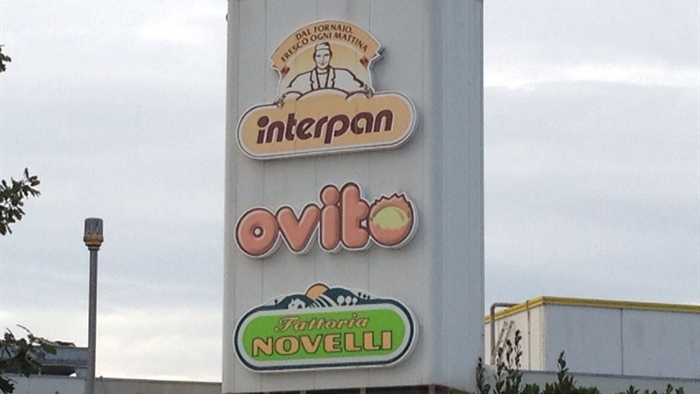 DAL FORNAIO,
FRESCO OGNI MATTINA
interpan
ovito
Fattoria
NOVELLI